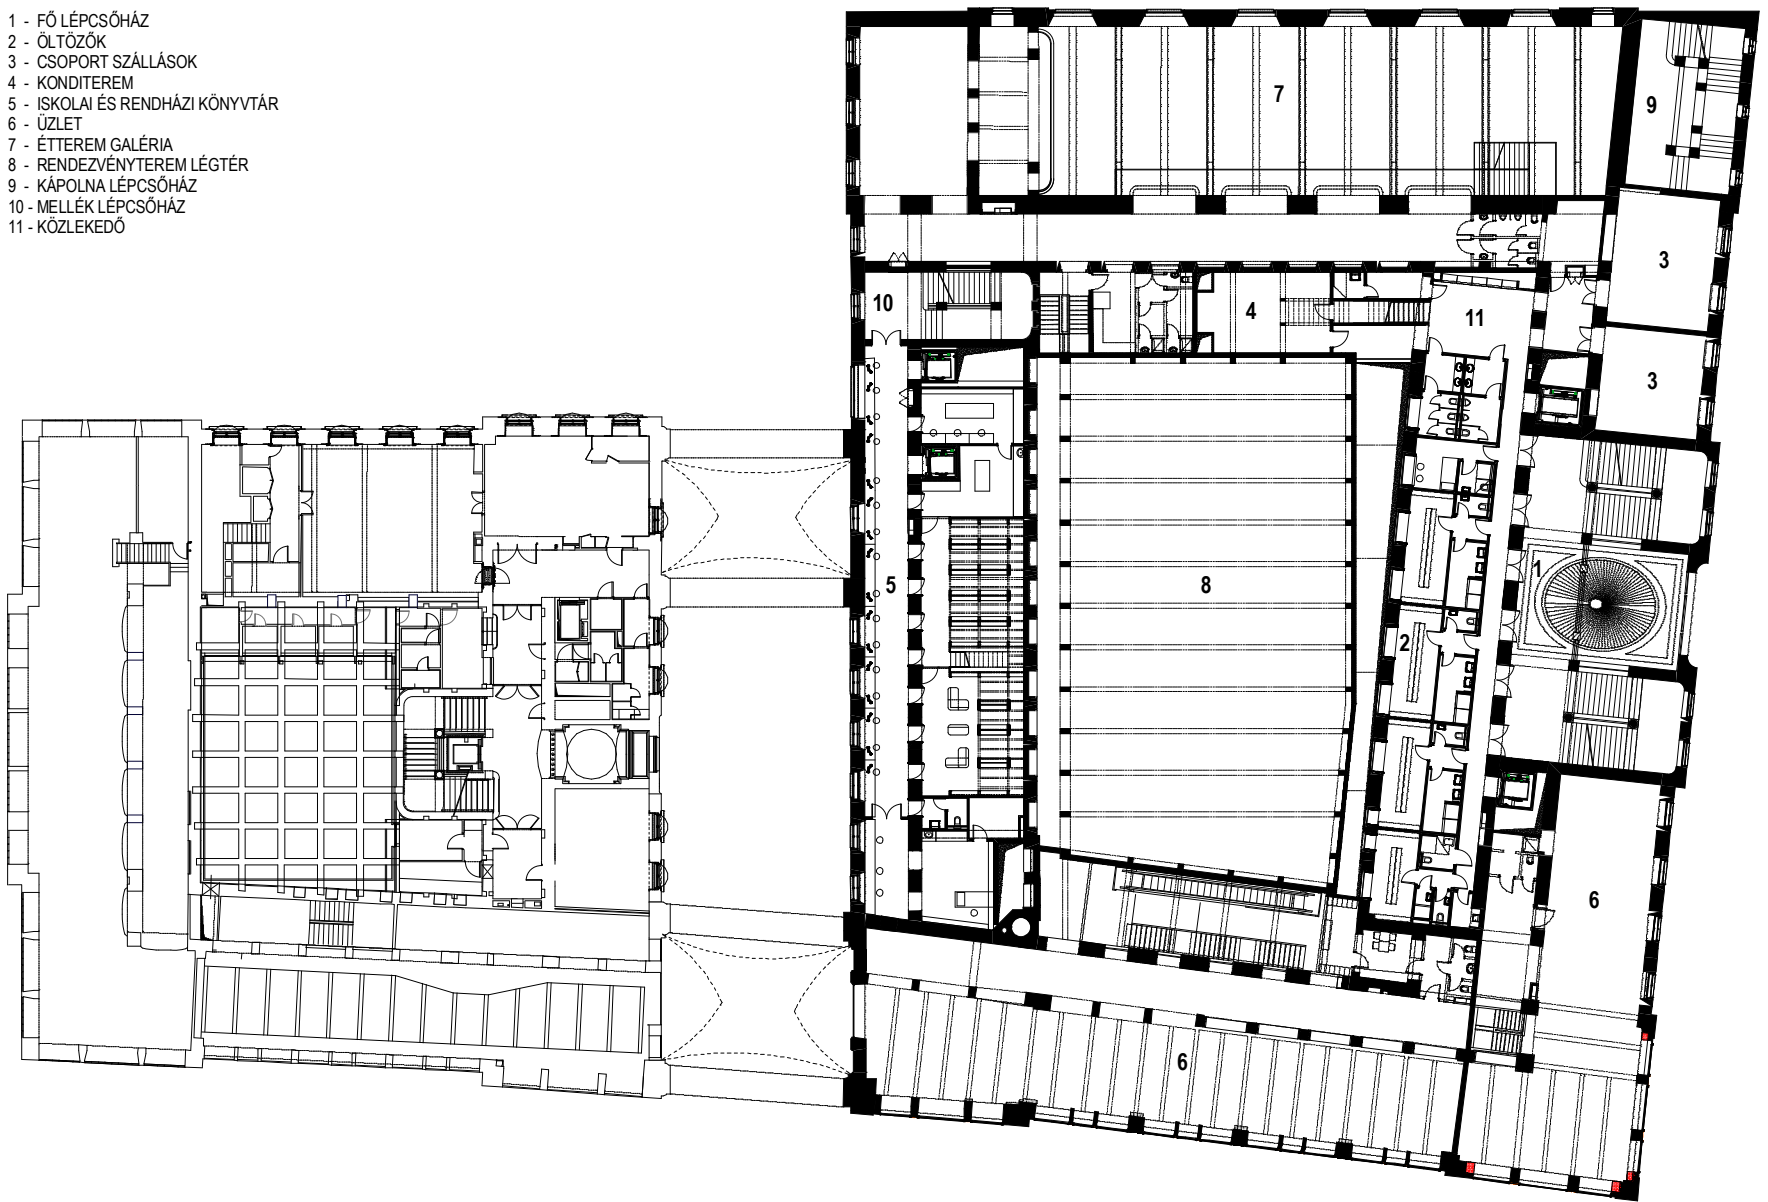 1 - FŐ LÉPCSŐHÁZ
2 - ÖLTÖZŐK
3 - CSOPORT SZÁLLÁSOK
4 - KONDITEREM
5 - ISKOLAI ÉS RENDHÁZI KÖNYVTÁR
6 - ÜZLET
7 - ÉTTEREM GALÉRIA
8 - RENDEZVÉNYTEREM LÉGTÉR
9 - KÁPOLNA LÉPCSŐHÁZ
10 - MELLÉK LÉPCSŐHÁZ
11 - KÖZLEKEDŐ
7
9
3
10
4
11
3
5
8
1
2
6
6